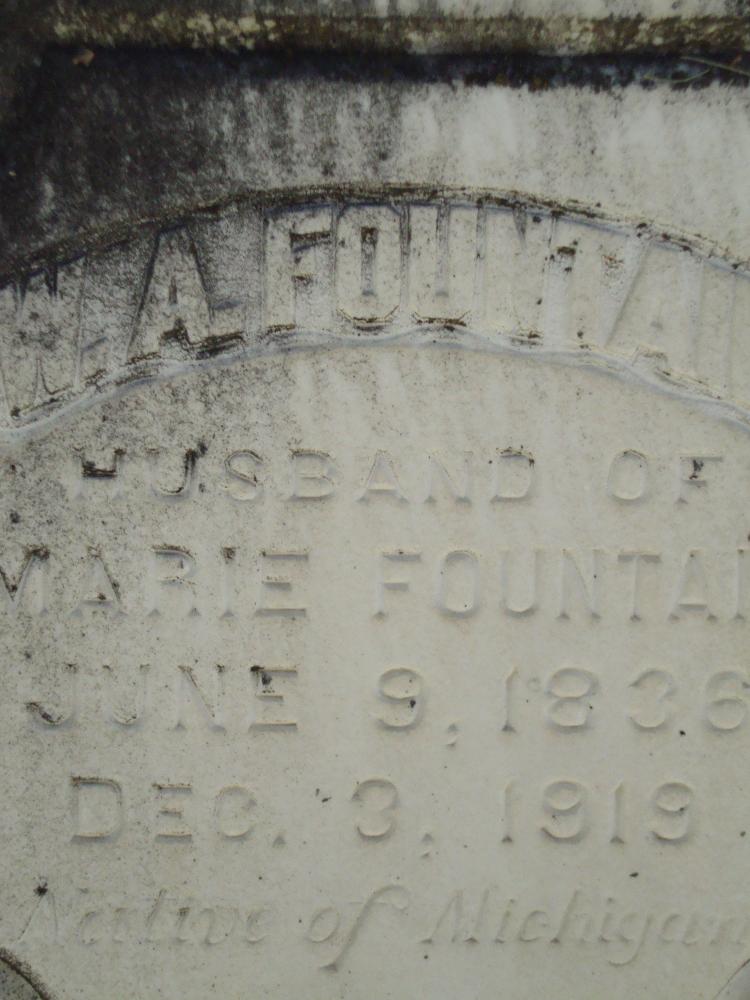 W. A. FOUNTAI
HUSBAND OF
MARIE FOUNTAI
JUNE 9, 1836
DEC. 3, 1919
Native of Michigan